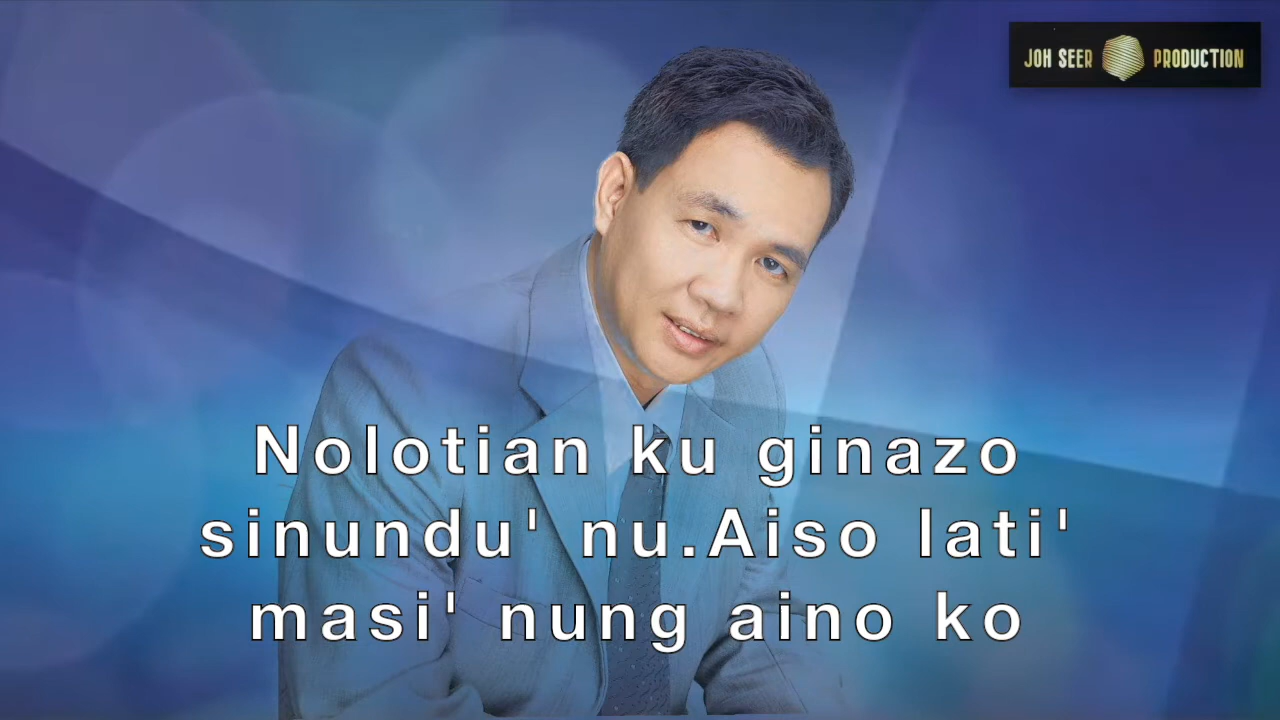 JOH SEER PRODUCTION
Nolotian ku ginazo
sinundu' nu.Aiso lati'
masi' nung aino ko